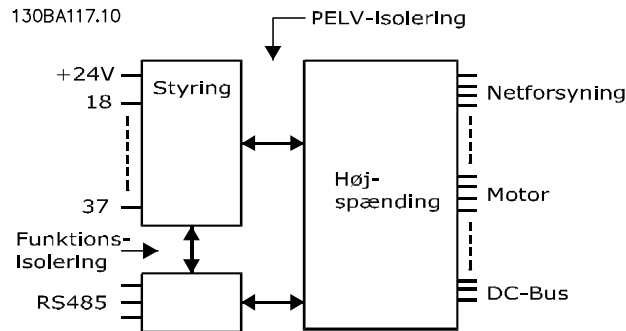 130BA117.10
PELV-isolering
+24V
18
Styring
Netforsyning
Høj-
spænding
Motor
37
Funktions-
isolering
RS485
DC-Bus